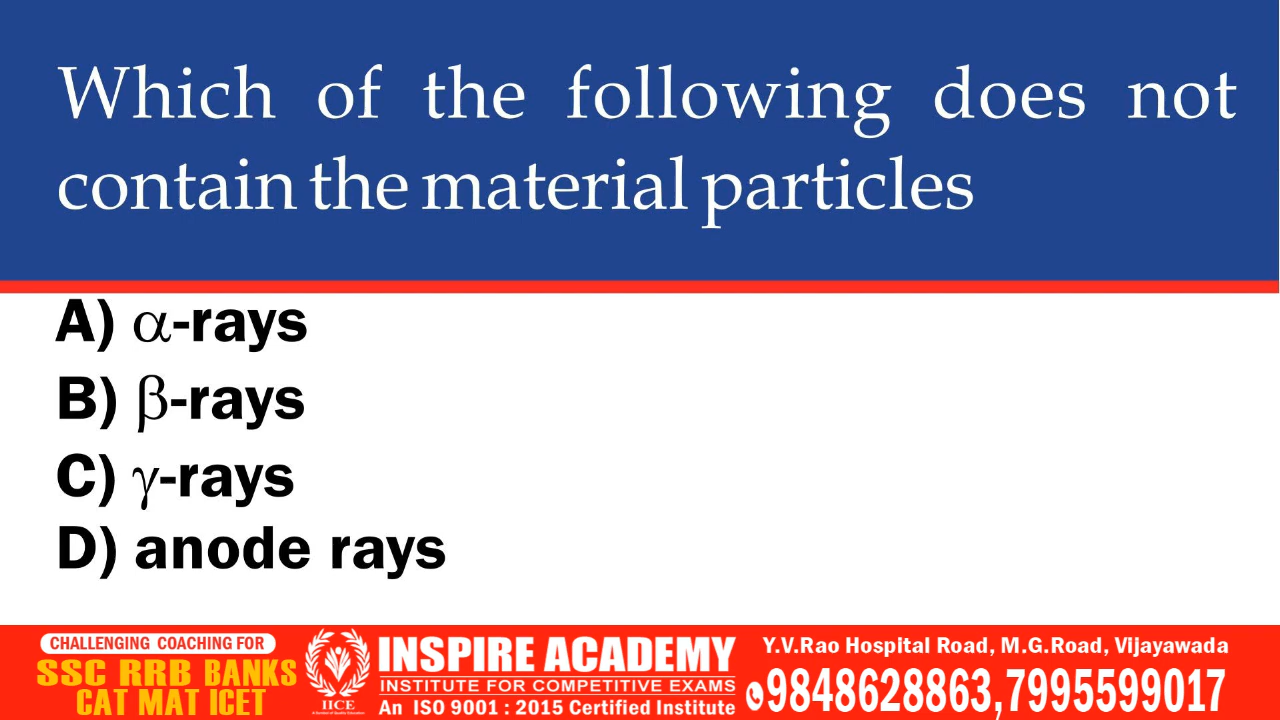 Which of the following does not
contain the material particles
A) α-rays
B) β-rays
C) γ-rays
D) anode rays
CHALLENGING COACHING FOR
SSC RRB BANKS
CAT MAT ICET
IICE
INSPIRE ACADEMY
INSTITUTE FOR COMPETITIVE EXAMS
An ISO 9001 : 2015 Certified Institute
Y.V.Rao Hospital Road, M.G.Road, Vijayawada
9848628863,7995599017